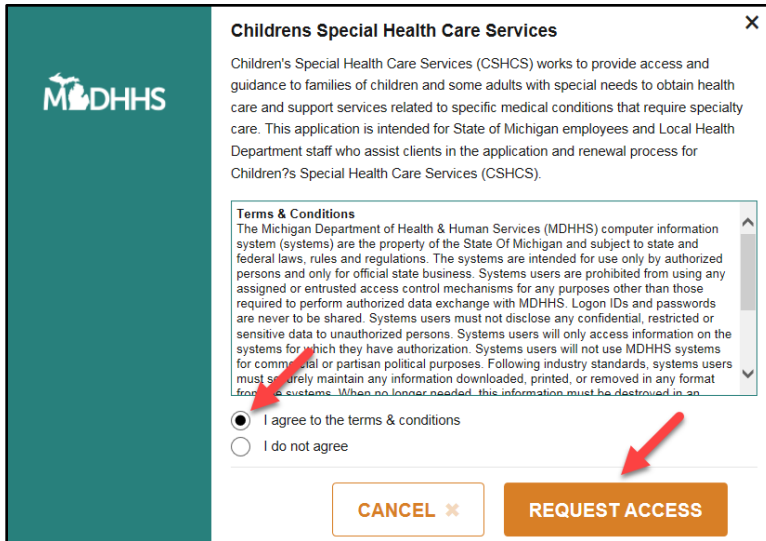 Childrens Special Health Care Services
Children's Special Health Care Services (CSHCS) works to provide access and
guidance to families of children and some adults with special needs to obtain health
care and support services related to specific medical conditions that require specialty
care. This application is intended for State of Michigan employees and Local Health
Department staff who assist clients in the application and renewal process for
Children?s Special Health Care Services (CSHCS).
MDHHS
Terms & Conditions
The Michigan Department of Health & Human Services (MDHHS) computer information
system (systems) are the property of the State Of Michigan and subject to state and
federal laws, rules and regulations. The systems are intended for use only by authorized
persons and only for official state business. Systems users are prohibited from using any
assigned or entrusted access control mechanisms for any purposes other than those
required to perform authorized data exchange with MDHHS. Logon IDs and passwords
are never to be shared. Systems users must not disclose any confidential, restricted or
sensitive data to unauthorized persons. Systems users will only access information on the
systems for which they have authorization. Systems users will not use MDHHS systems
for commercial or partisan political purposes. Following industry standards, systems users
must securely maintain any information downloaded, printed, or removed in any format
from the systems. When no longer needed, this information must be destroyed in an
I agree to the terms & conditions
I do not agree
CANCEL
REQUEST ACCESS